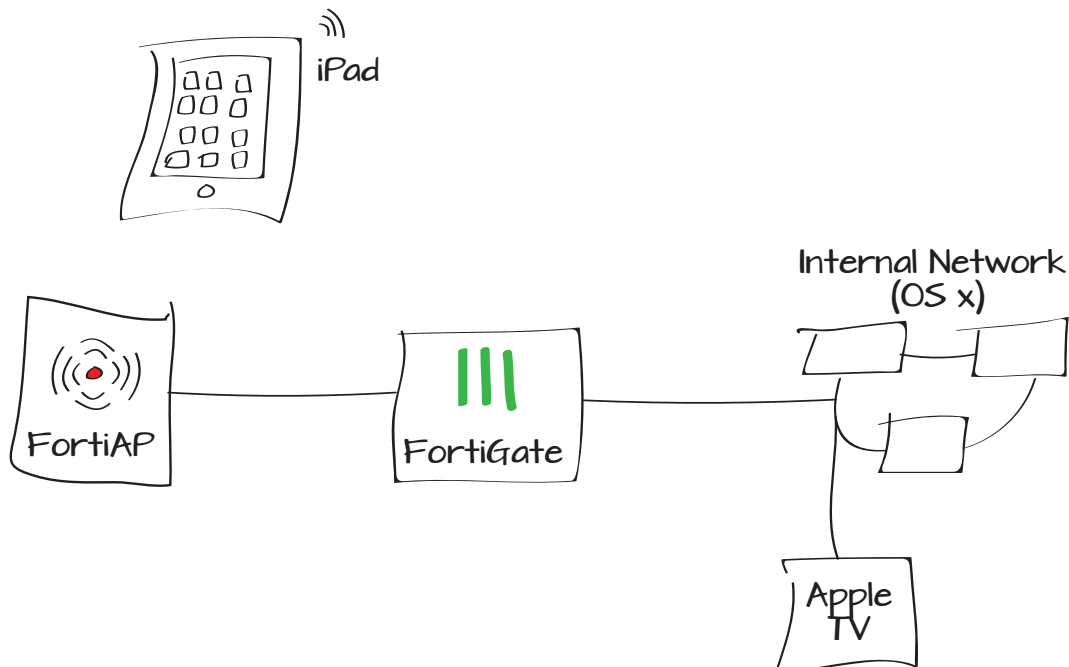 iPad
Internal Network
(OS x)
FortiAP
FortiGate
Apple
TV